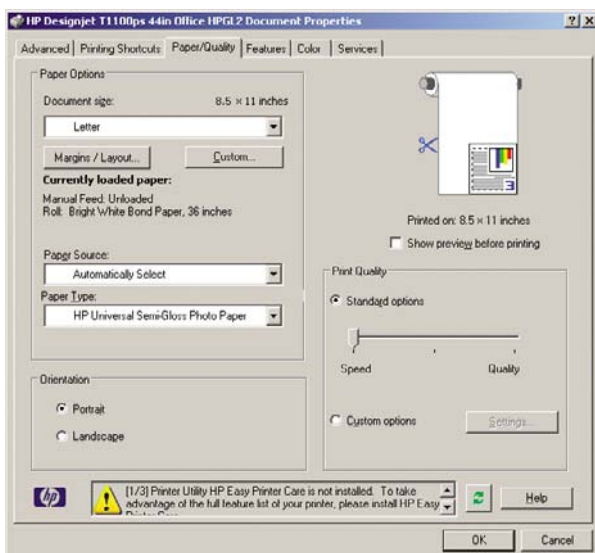 HP Designjet T1100ps 44in Office HPGL2 Document Properties
Advanced Printing Shortcuts Paper/Quality Features Color Services
Paper Options
Document size: 8.5 × 11 inches
Letter
Margins / Layout... Custom...
Currently loaded paper:
Manual Feed: Unloaded
Roll: Bright White Bond Paper, 36 inches
Paper Source:
Automatically Select
Paper Type:
HP Universal Semi-Gloss Photo Paper
Orientation
Portrait
Landscape
3
Printed on: 8.5 × 11 inches
Show preview before printing
Print Quality
Standard options
Speed Quality
Custom options Settings...
hp
[1/3] Printer Utility HP Easy Printer Care is not installed. To take
advantage of the full feature list of your printer, please install HP Easy
Help
OK Cancel